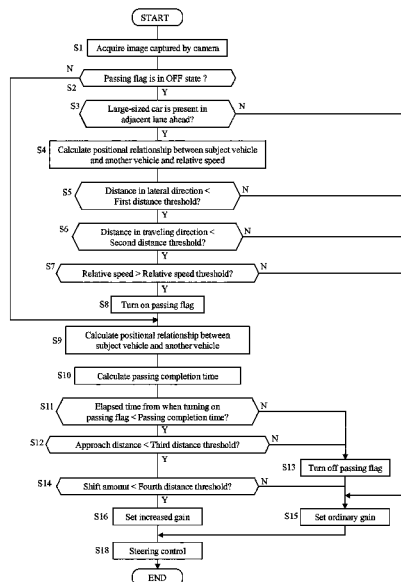 START
S1 Acquire image captured by camera
N
Passing flag is in OFF state ?
S2
Y
S3
Large-sized car is present in
adjacent lane ahead?
N
Y
S4
Calculate positional relationship between subject vehicle
and another vehicle and relative speed
S5
Distance in lateral direction <
First distance threshold?
N
Y
S6
Distance in traveling direction <
Second distance threshold?
N
Y
S7
Relative speed > Relative speed threshold?
N
Y
S8 Turn on passing flag
S9
Calculate positional relationship between
subject vehicle and another vehicle
S10
Calculate passing completion time
S11
Elapsed time from when turning on
passing flag < Passing completion time?
N
Y
S12
Approach distance < Third distance threshold?
N
Y
S13
Turn off passing flag
S14
Shift amount < Fourth distance threshold?
N
Y
S16
Set increased gain
S15
Set ordinary gain
S18
Steering control
END